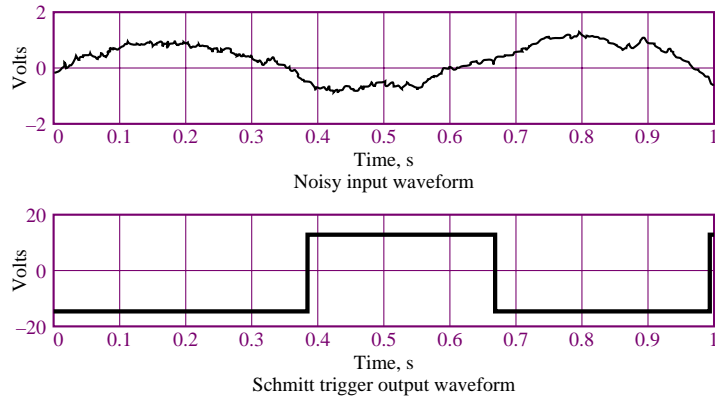 2
0
−2
Volts
0 0.1 0.2 0.3 0.4 0.5 0.6 0.7 0.8 0.9 1
Time, s
Noisy input waveform
20
0
−20
Volts
0 0.1 0.2 0.3 0.4 0.5 0.6 0.7 0.8 0.9 1
Time, s
Schmitt trigger output waveform